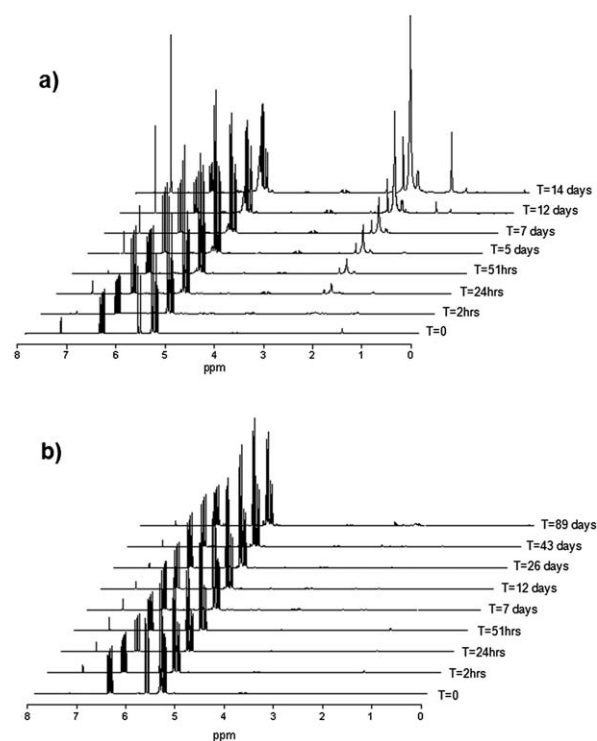 a)
T=14 days
T=12 days
T=7 days
T=5 days
T=51hrs
T=24hrs
T=2hrs
T=0
8 7 6 5 4 3 2 1 0
ppm
b)
T=89 days
T=43 days
T=26 days
T=12 days
T=7 days
T=51hrs
T=24hrs
T=2hrs
T=0
8 7 6 5 4 3 2 1 0
ppm